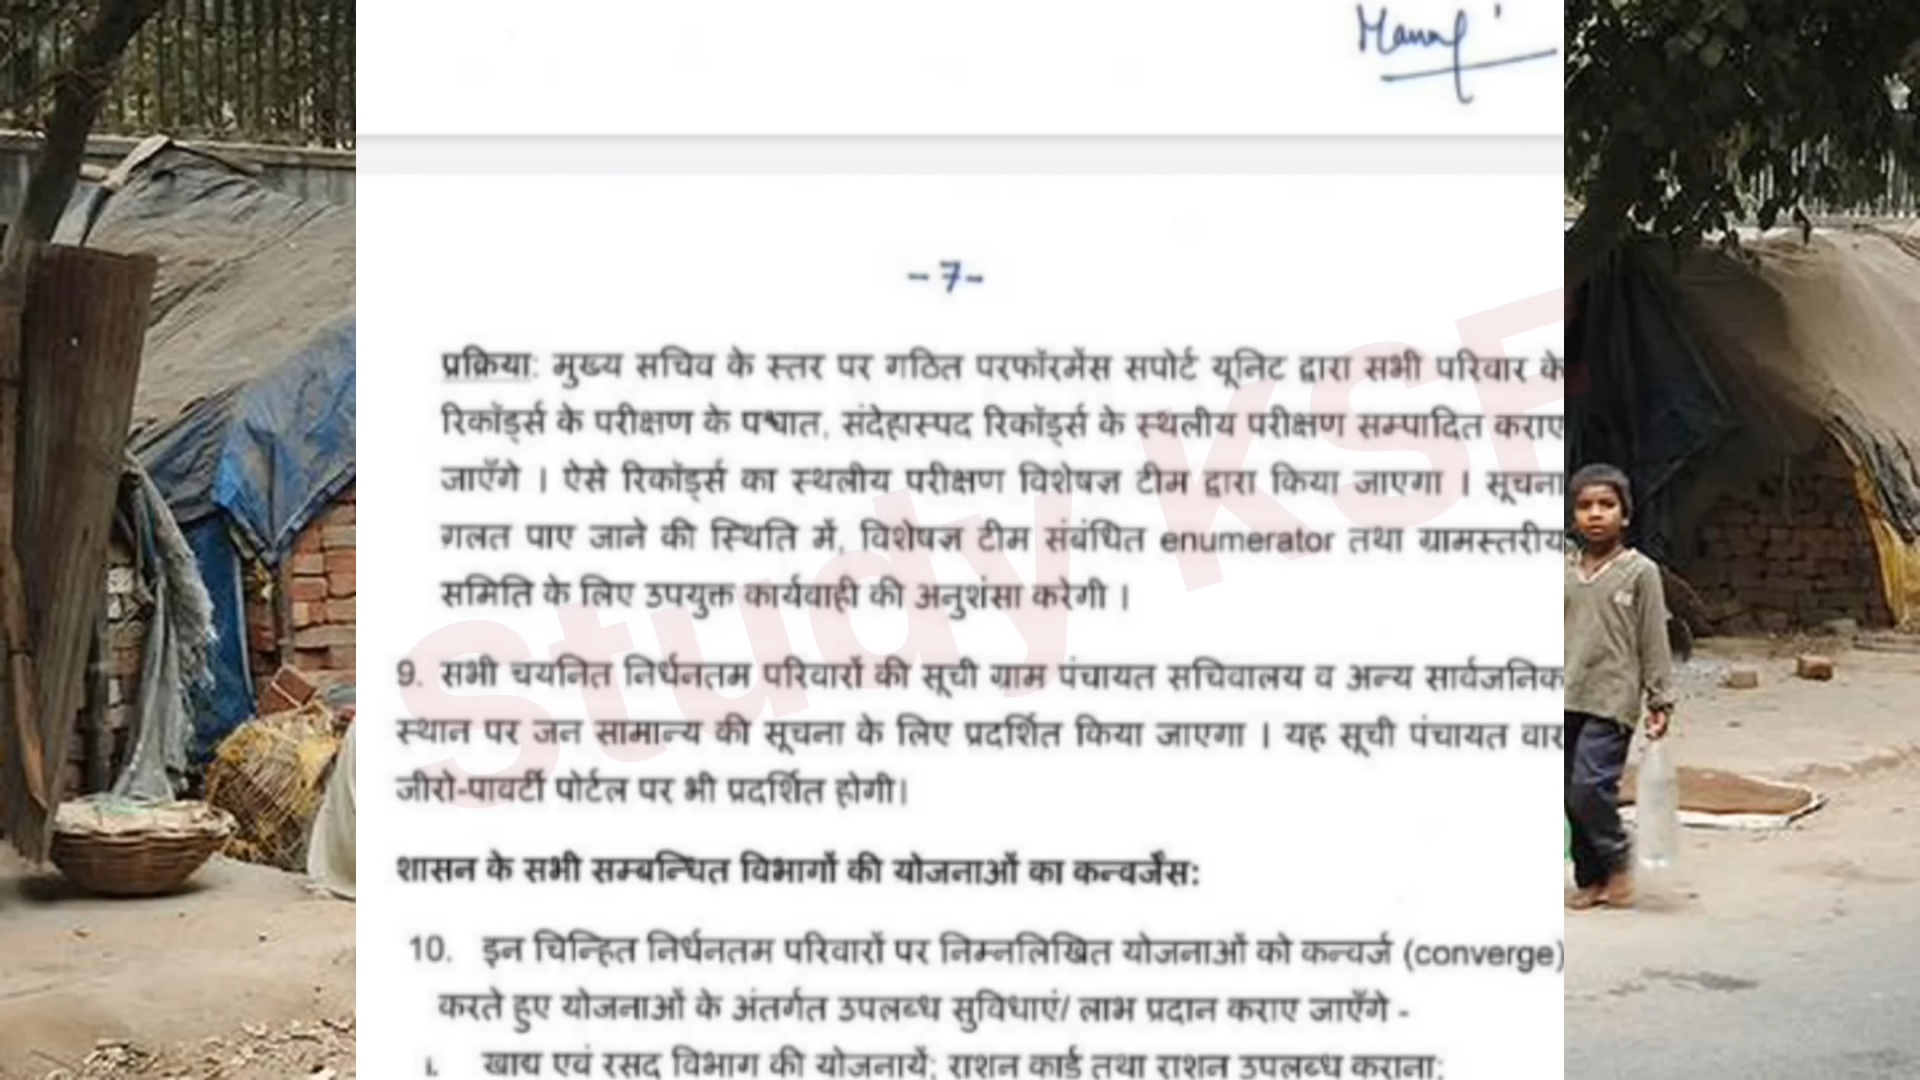 -7-
प्रक्रिया: मुख्य सचिव के स्तर पर गठित परफॉरमेंस सपोर्ट यूनिट द्वारा सभी परिवार के
रिकॉर्ड्स के परीक्षण के पश्चात, संदेहास्पद रिकॉर्ड्स के स्थलीय परीक्षण सम्पादित कराए
जाएँगे । ऐसे रिकॉर्ड्स का स्थलीय परीक्षण विशेषज्ञ टीम द्वारा किया जाएगा । सूचना
गलत पाए जाने की स्थिति में, विशेषज्ञ टीम संबंधित enumerator तथा ग्रामस्तरीय
समिति के लिए उपयुक्त कार्यवाही की अनुशंसा करेगी ।
9. सभी चयनित निर्धनतम परिवारों की सूची ग्राम पंचायत सचिवालय व अन्य सार्वजनिक
स्थान पर जन सामान्य की सूचना के लिए प्रदर्शित किया जाएगा । यह सूची पंचायत वार
जीरो-पावर्टी पोर्टल पर भी प्रदर्शित होगी।
शासन के सभी सम्बन्धित विभागों की योजनाओं का कन्वर्जेंस:
10. इन चिन्हित निर्धनतम परिवारों पर निम्नलिखित योजनाओं को कन्वर्ज (converge)
करते हुए योजनाओं के अंतर्गत उपलब्ध सुविधाएं/ लाभ प्रदान कराए जाएँगे -
i. खाद्य एवं रसद विभाग की योजनायें; राशन कार्ड तथा राशन उपलब्ध कराना;
Study KSF